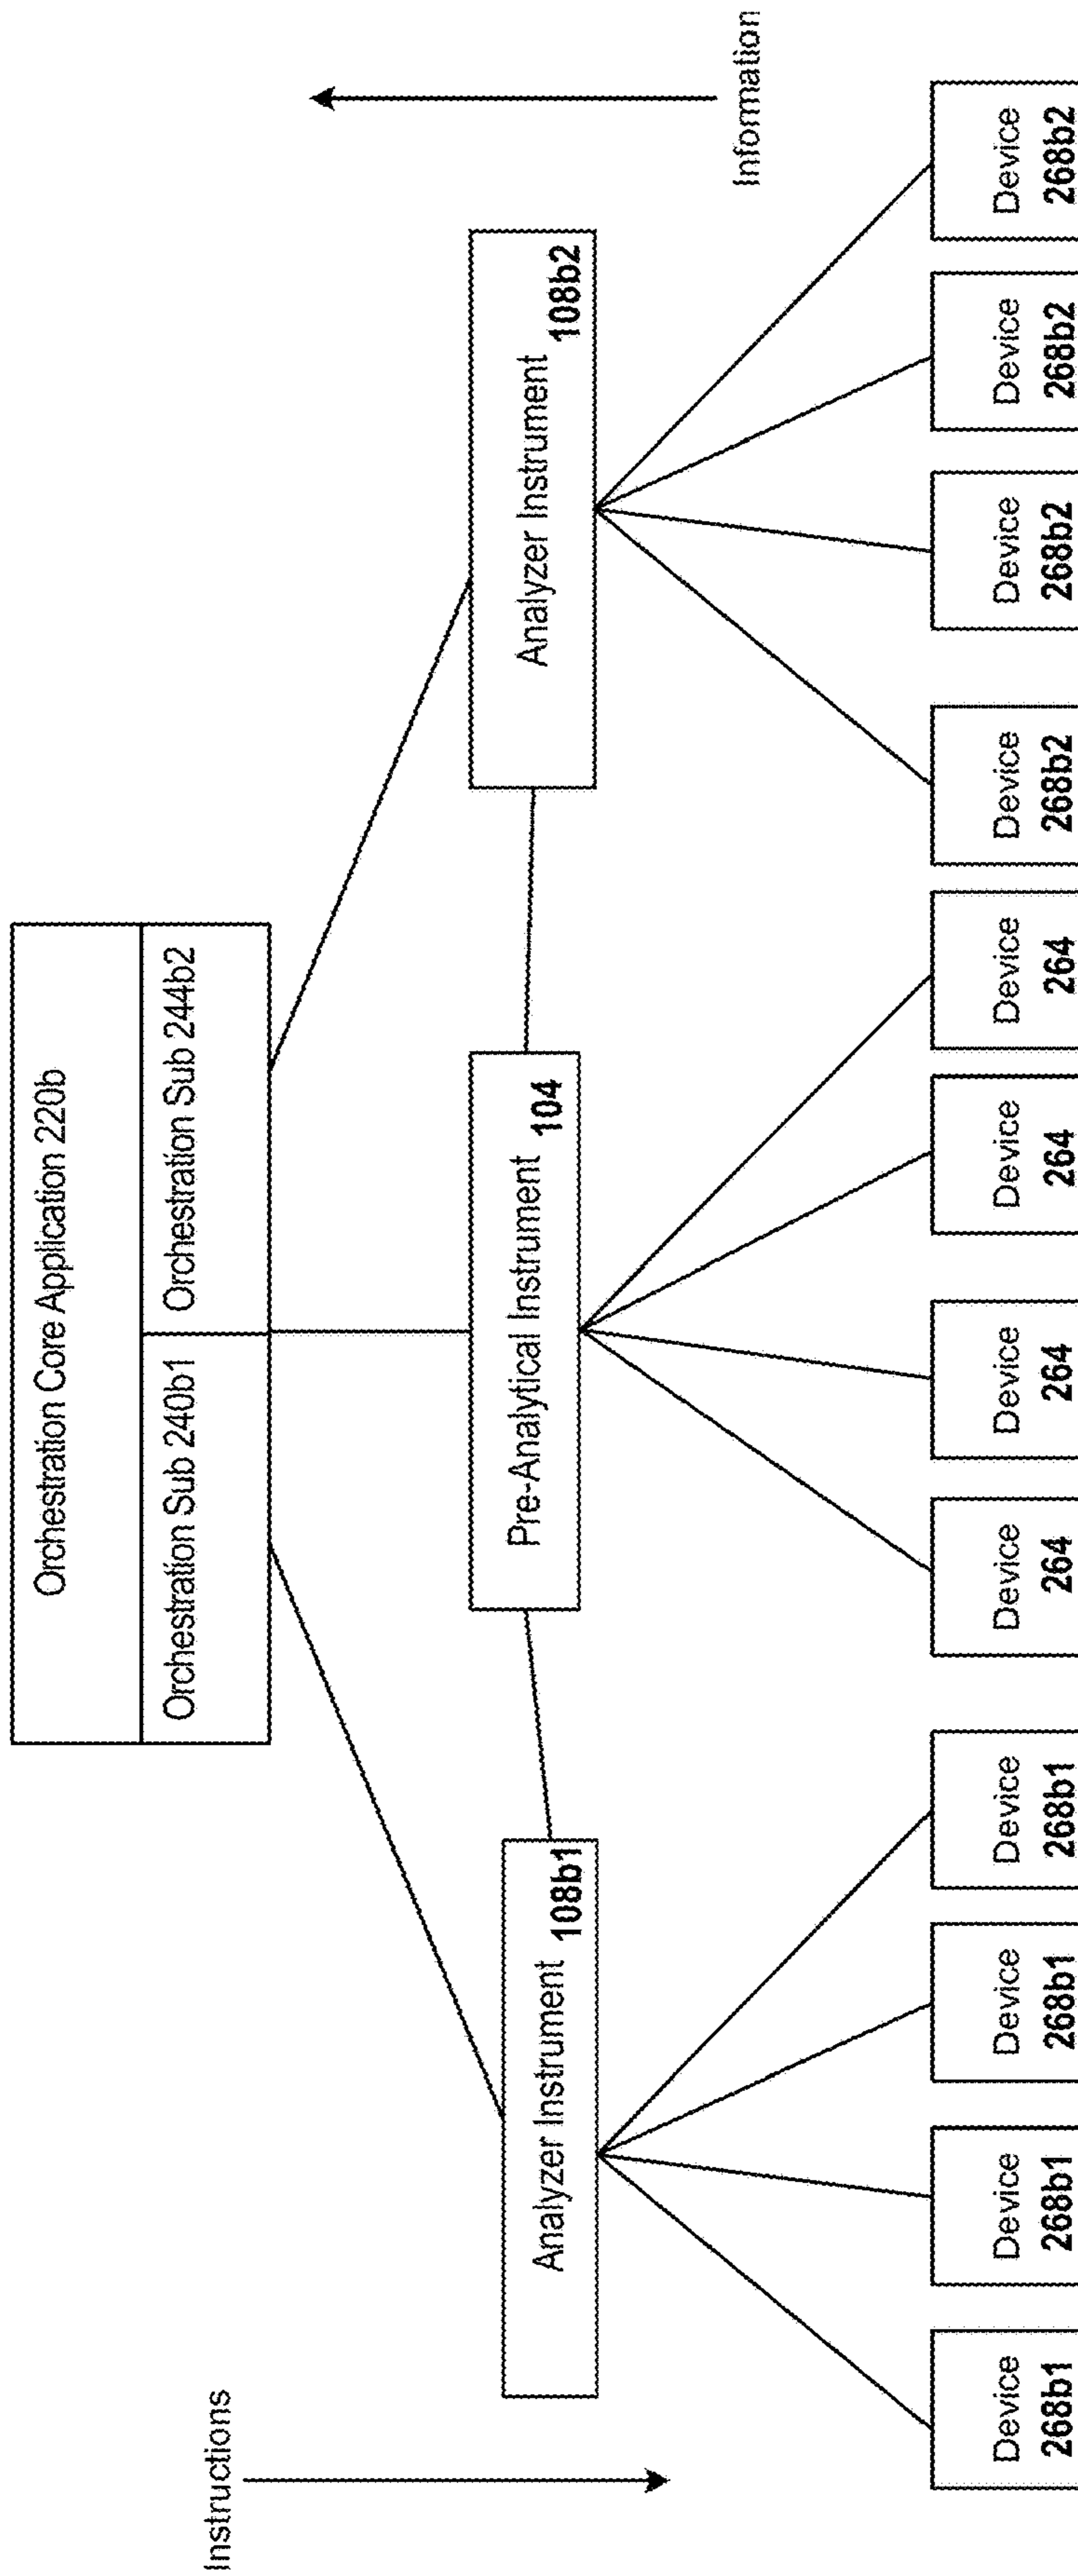 Orchestration Core Application 220b
Orchestration Sub 240b1
Orchestration Sub 244b2
Instructions
Information
Analyzer Instrument
108b1
Pre-Analytical Instrument
104
Analyzer Instrument
108b2
Device
268b1
Device
268b1
Device
268b1
Device
268b1
Device
264
Device
264
Device
264
Device
264
Device
268b2
Device
268b2
Device
268b2
Device
268b2